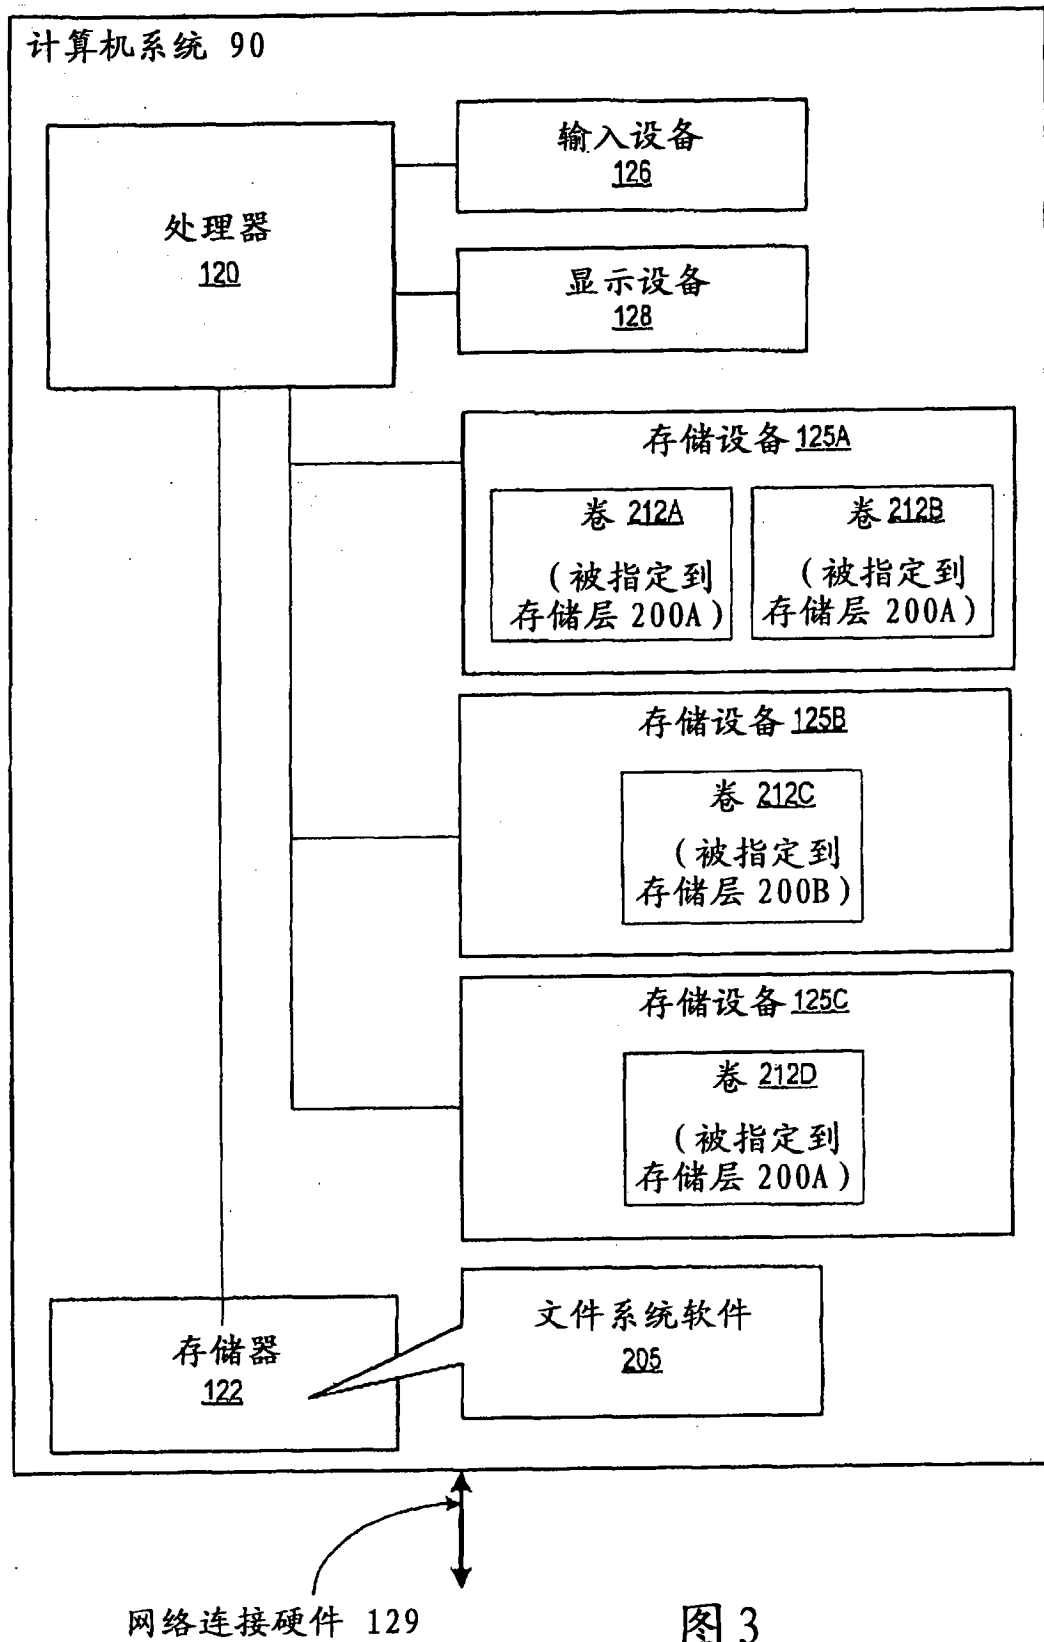 计算机系统 90
处理器
120
输入设备
126
显示设备
128
存储设备 125A
卷 212A
(被指定到
存储层 200A)
卷 212B
(被指定到
存储层 200A)
存储设备 125B
卷 212C
(被指定到
存储层 200B)
存储设备 125C
卷 212D
(被指定到
存储层 200A)
存储器
122
文件系统软件
205
网络连接硬件 129
图 3